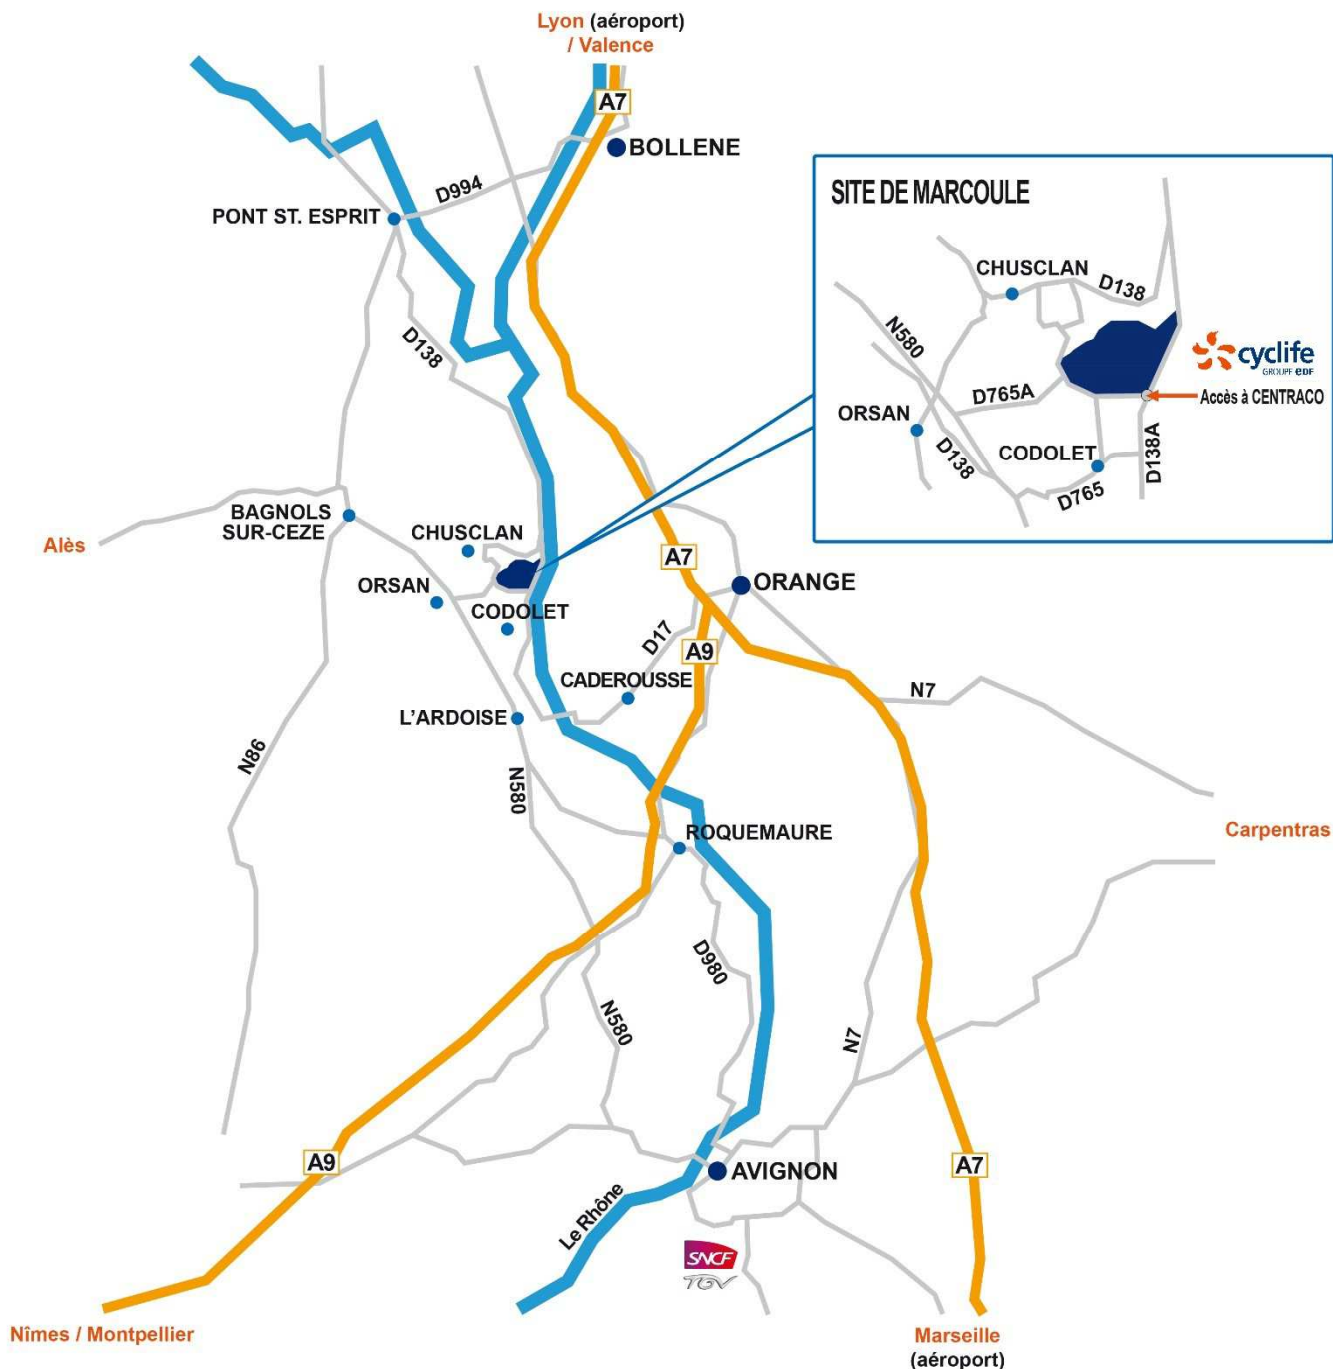 Lyon (aéroport)
/ Valence
A7
BOLLENE
D994
PONT ST. ESPRIT
D138
SITE DE MARCOULE
CHUSCLAN
D138
N580
cyclife
GROUPE EDF
D765A
Accès à CENTRACO
ORSAN
D138
CODOLET
D138A
D765
BAGNOLS
SUR-CEZE
Alès
CHUSCLAN
A7
ORANGE
ORSAN
CODOLET
D17
A9
CADEROUSSE
N7
L'ARDOISE
N86
N580
ROQUEMAURE
Carpentras
D980
N580
N7
A9
AVIGNON
A7
Le Rhône
SNCF
TGV
Nîmes / Montpellier
Marseille
(aéroport)